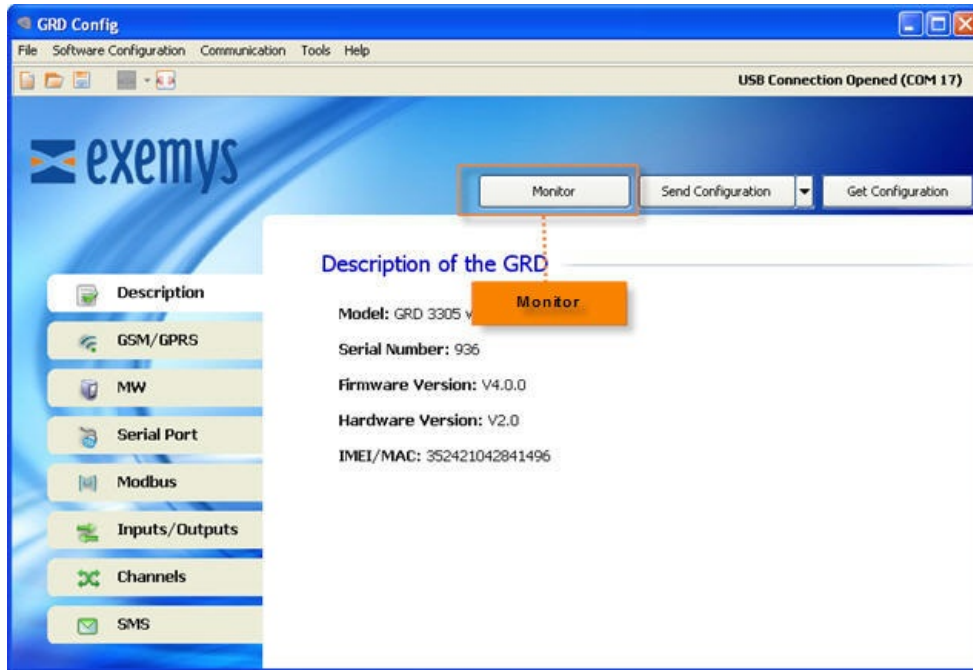 GRD Config
File Software Configuration Communication Tools Help
USB Connection Opened (COM 17)
exemys
Monitor Send Configuration Get Configuration
Description of the GRD
Monitor
Description
GSM/GPRS
MW
Serial Port
Modbus
Inputs/Outputs
Channels
SMS
Model: GRD 3305 v
Serial Number: 936
Firmware Version: V4.0.0
Hardware Version: V2.0
IMEI/MAC: 352421042841496